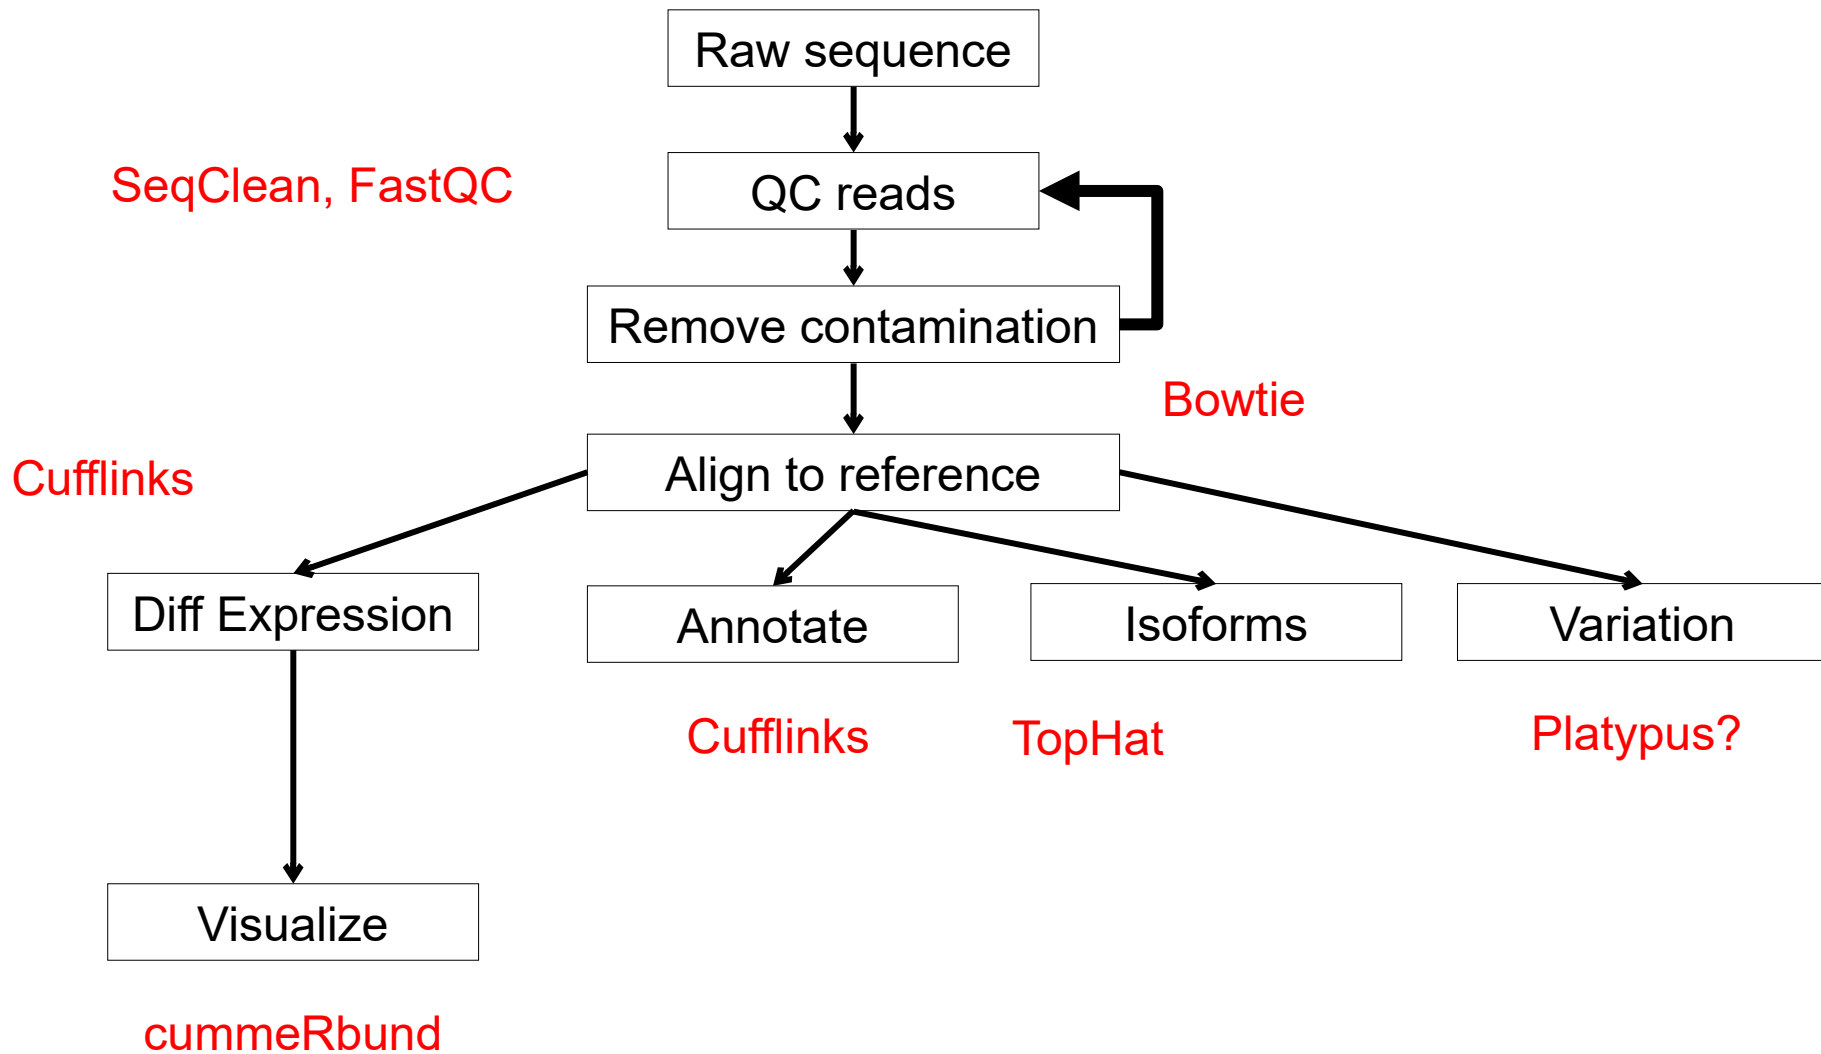 Raw sequence
SeqClean, FastQC
QC reads
Remove contamination
Bowtie
Cufflinks
Align to reference
Diff Expression
Annotate
Isoforms
Variation
Cufflinks
TopHat
Platypus?
Visualize
cummeRbund